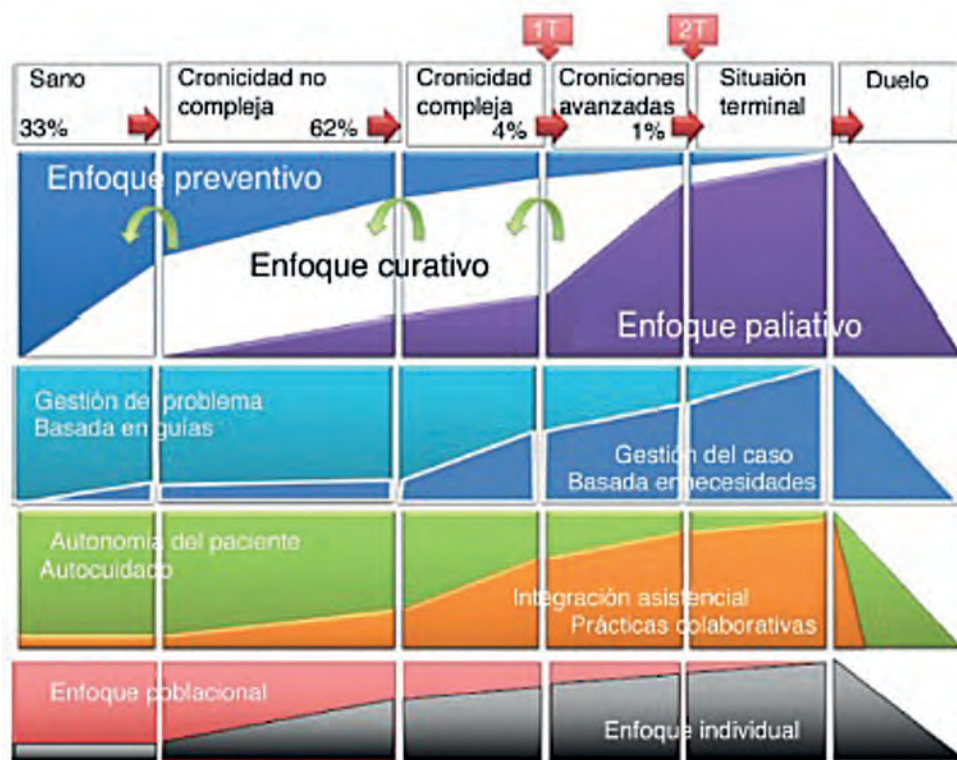 1T
2T
Sano
33%
Cronicidad no
compleja
62%
Cronicidad
compleja
4%
Croniciones
avanzadas
1%
Situaión
terminal
Duelo
Enfoque preventivo
Enfoque curativo
Enfoque paliativo
Gestión del problema
Basada en guías
Gestión del caso
Basada en necesidades
Autonomía del paciente
Autocuidado
Integración asistencial
Prácticas colaborativas
Enfoque poblacional
Enfoque individual